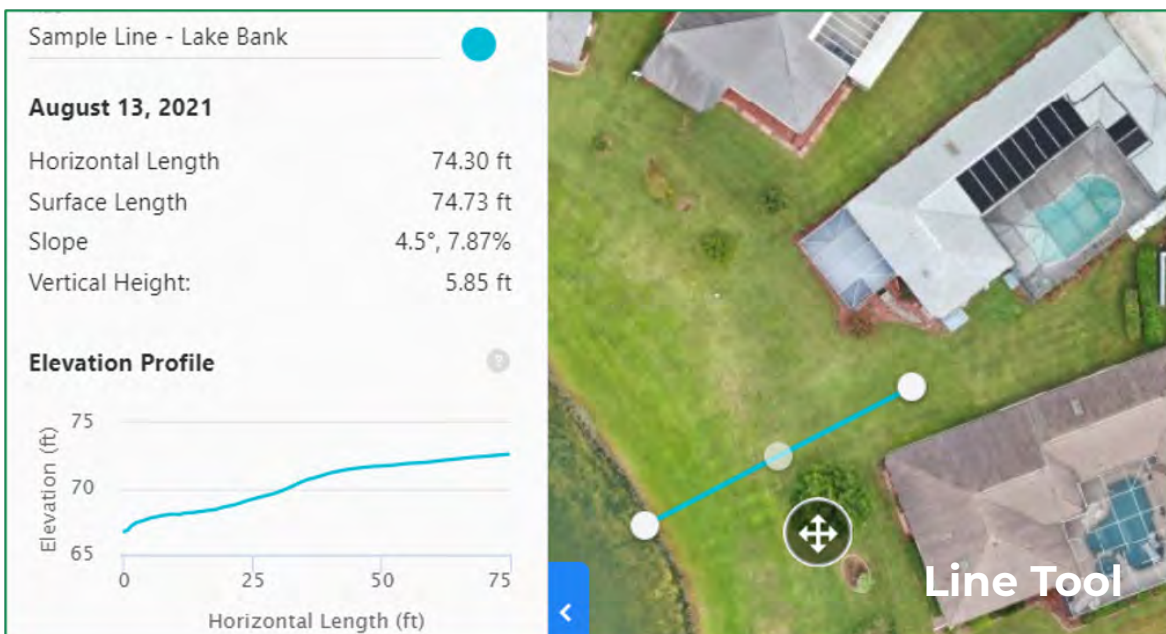 Sample Line - Lake Bank
August 13, 2021
Horizontal Length 74.30 ft
Surface Length 74.73 ft
Slope 4.5°, 7.87%
Vertical Height: 5.85 ft
Elevation Profile ?
Elevation (ft)
75
70
65
0 25 50 75
Horizontal Length (ft)
Line Tool